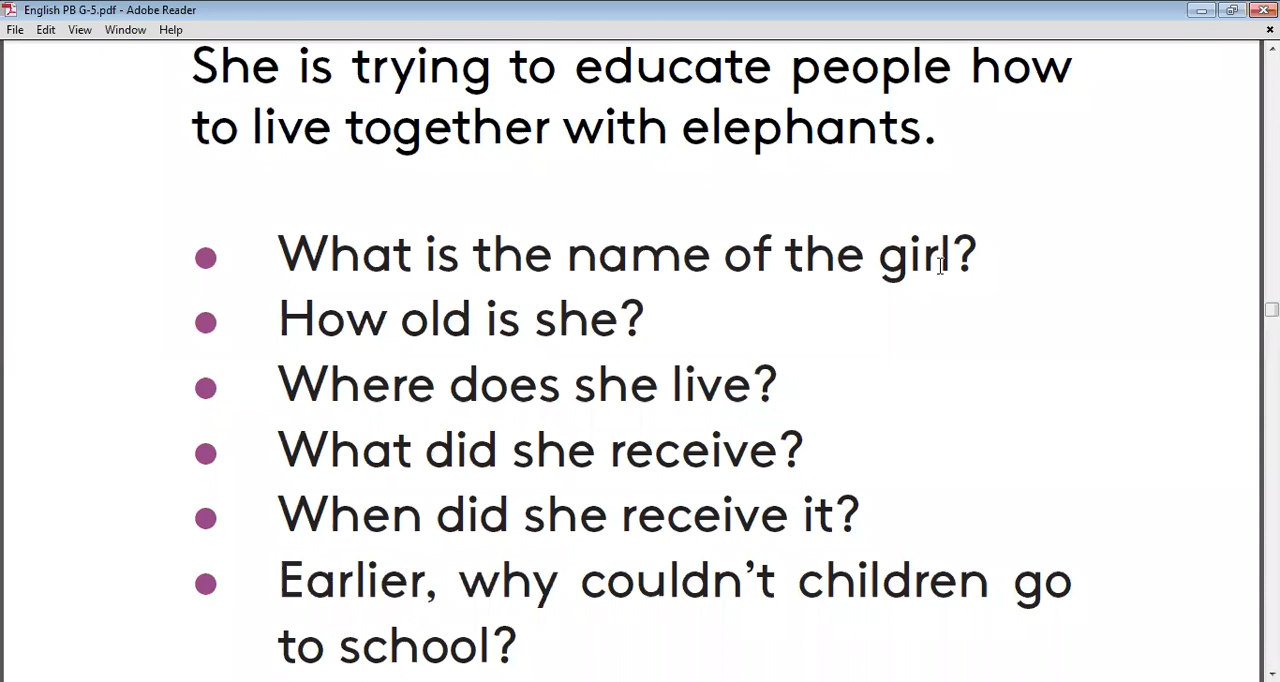 English PB G-5.pdf - Adobe Reader
File Edit View Window Help
She is trying to educate people how
to live together with elephants.
● What is the name of the girl?
● How old is she?
● Where does she live?
● What did she receive?
● When did she receive it?
● Earlier, why couldn’t children go
to school?